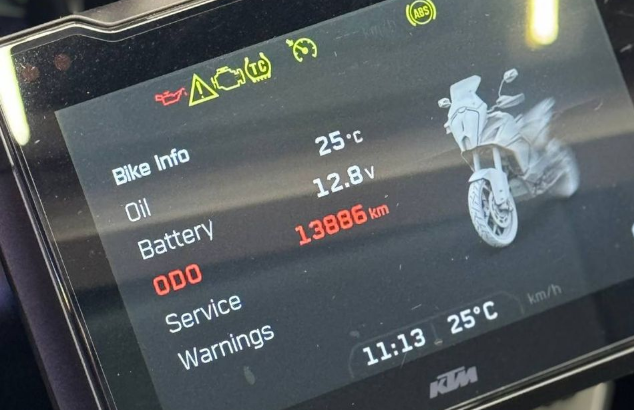 ABS
TC
Bike Info
Oil 25°C
Battery 12.8V
ODO 13886 km
Service
Warnings
km/h
11:13 25°C
KTM